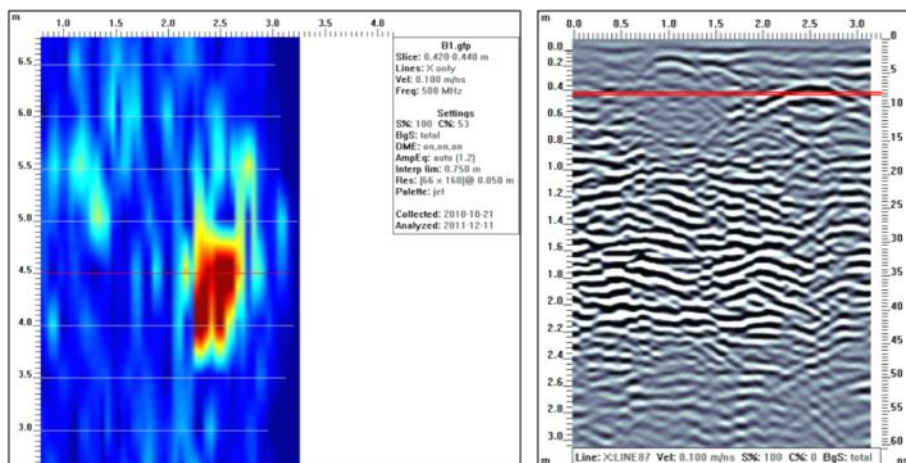 m
1.0 1.5 2.0 2.5 3.0 3.5 4.0
6.5
6.0
5.5
5.0
4.5
4.0
3.5
3.0
B1.gfp
Slice: 0.420-0.440 m
Lines: X only
Vel: 0.100 m/ns
Freq: 500 MHz
Settings
S%: 100 C%: 53
BgS: total
DME: on,on,on
AmpEq: auto (1.2)
Interp lim: 0.750 m
Res: [66 x 160]@ 0.050 m
Palette: jet
Collected: 2010-10-21
Analyzed: 2011-12-11
m
0.0 0.5 1.0 1.5 2.0 2.5 3.0
0.0
0.2
0.4
0.6
0.8
1.0
1.2
1.4
1.6
1.8
2.0
2.2
2.4
2.6
2.8
3.0
m
0
5
10
15
20
25
30
35
40
45
50
55
60
ns
Line: X:LINE87 Vel: 0.100 m/ns S%: 100 C%: 0 BgS: total